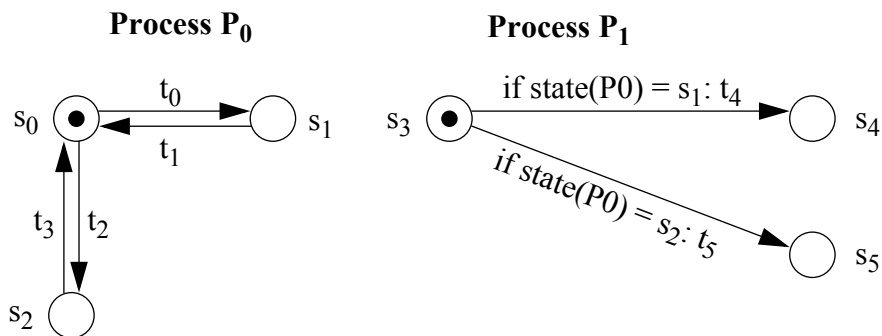 Process P0
Process P1
t0
if state(P0) = s1: t4
s0
s1
s3
s4
t1
if state(P0) = s2: t5
t3
t2
s5
s2